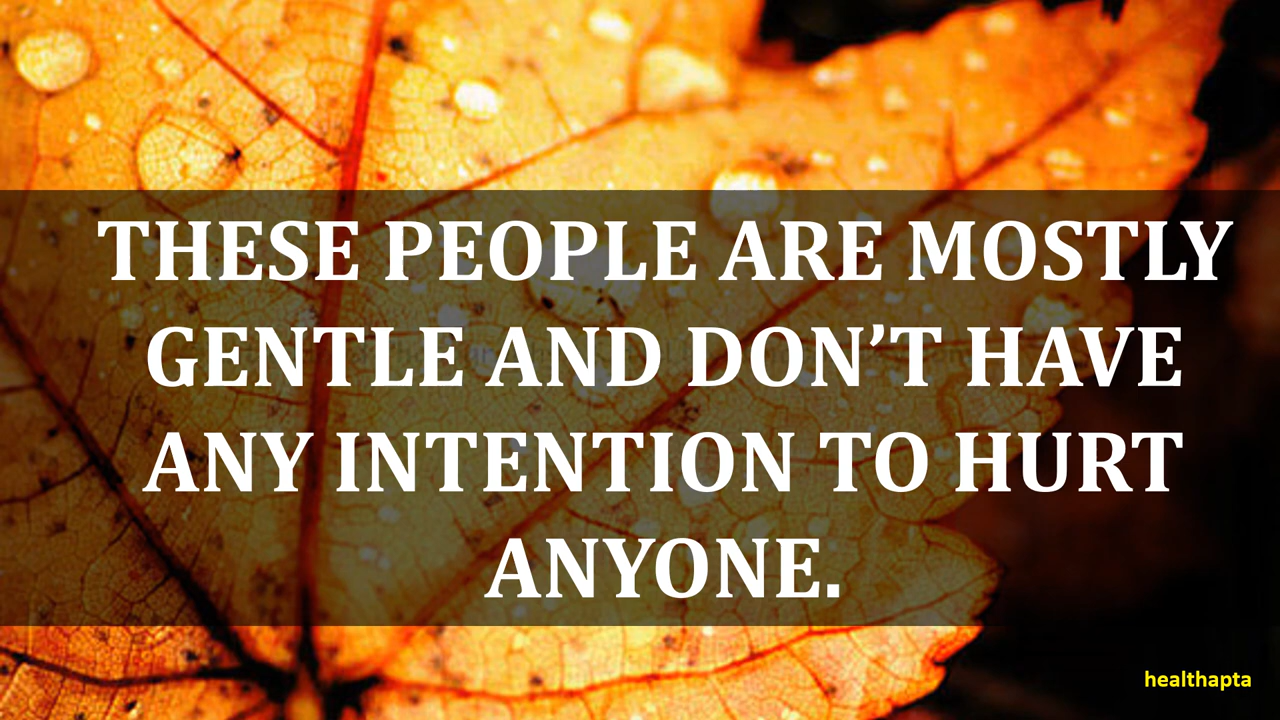 THESE PEOPLE ARE MOSTLY
GENTLE AND DON’T HAVE
ANY INTENTION TO HURT
ANYONE.
healthapta